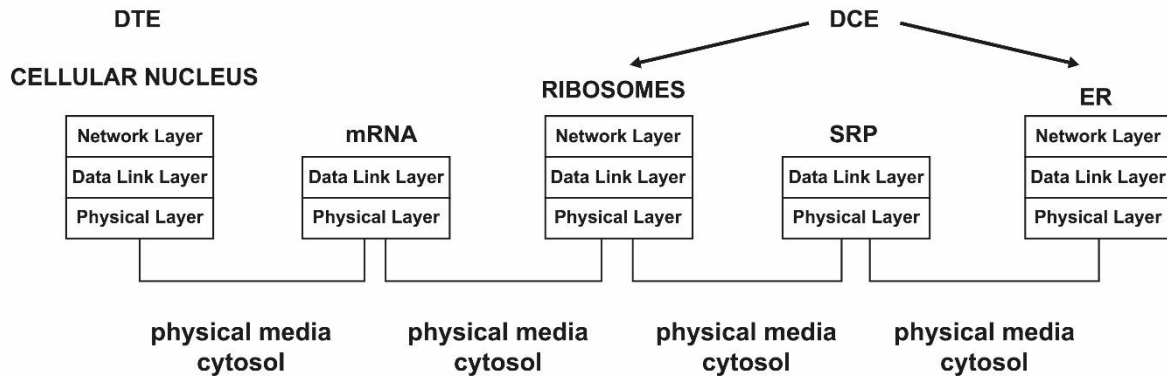 DTE
DCE
CELLULAR NUCLEUS
RIBOSOMES
ER
mRNA
SRP
Network Layer
Data Link Layer
Physical Layer
Data Link Layer
Physical Layer
Network Layer
Data Link Layer
Physical Layer
Data Link Layer
Physical Layer
Network Layer
Data Link Layer
Physical Layer
physical media
cytosol
physical media
cytosol
physical media
cytosol
physical media
cytosol